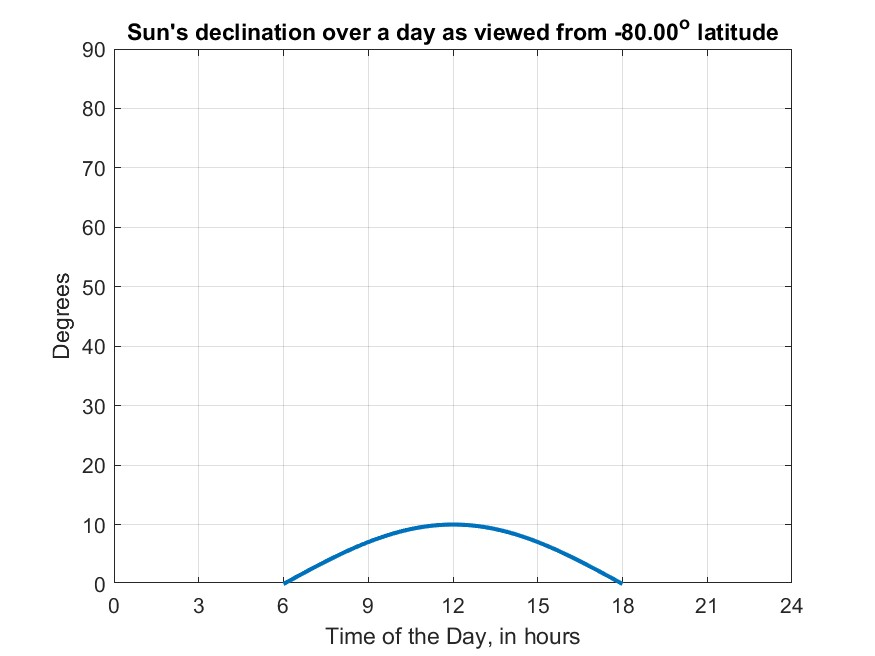 Sun's declination over a day as viewed from -80.00° latitude
90
80
70
60
50
40
30
20
10
0
Degrees
0 3 6 9 12 15 18 21 24
Time of the Day, in hours